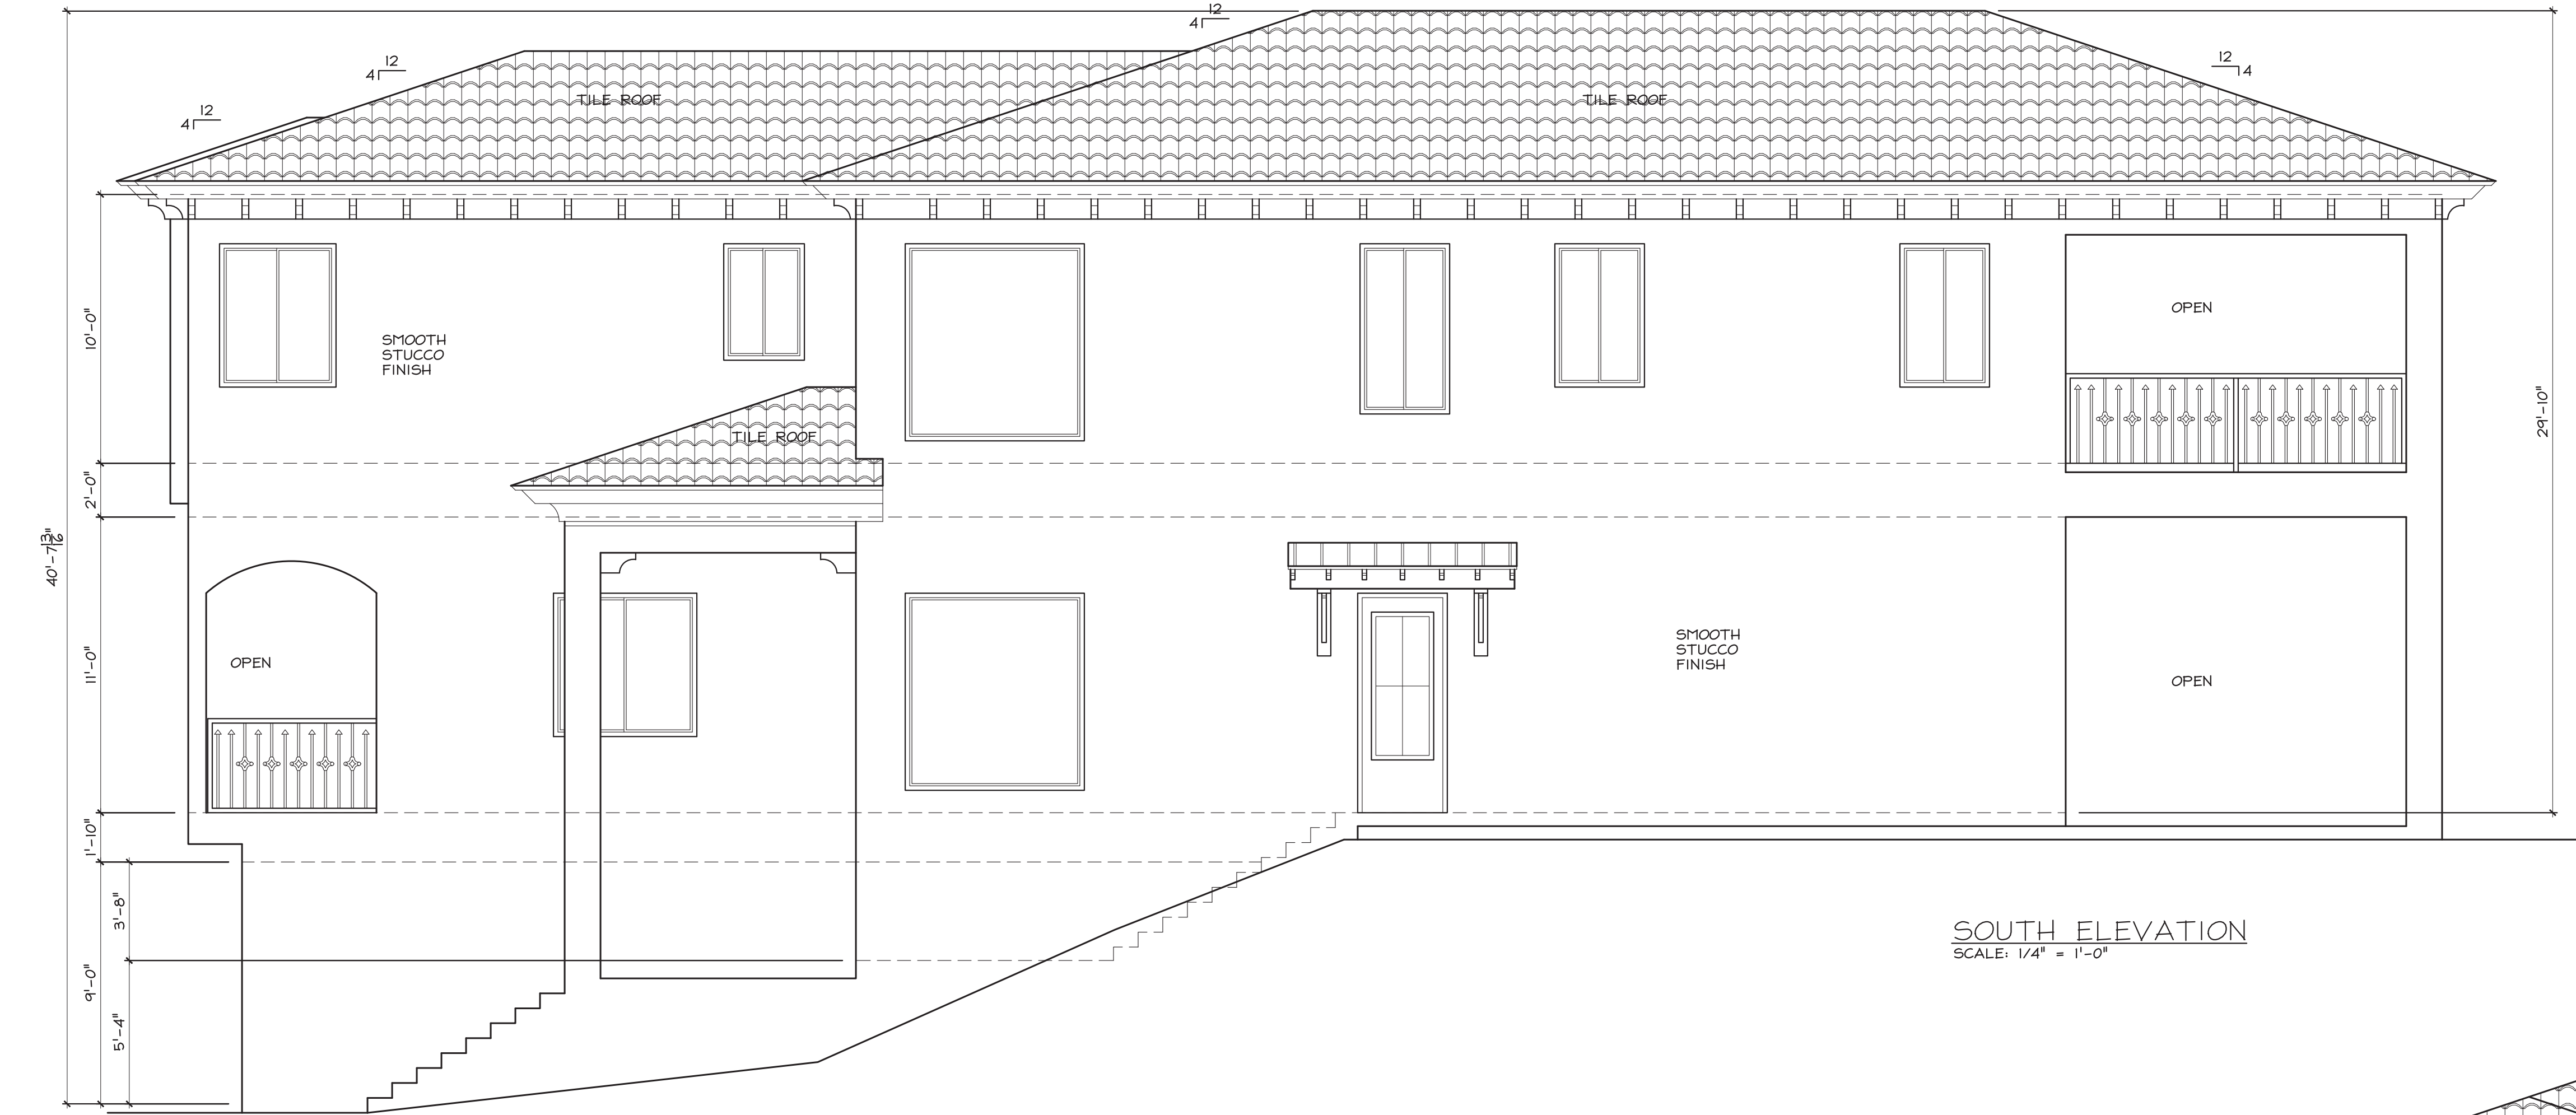 12
4
12
4
12
4
12
4
TILE ROOF
TILE ROOF
10'-0"
SMOOTH
STUCCO
FINISH
OPEN
29'-10"
TILE ROOF
2'-0"
40'-7 13/16"
11'-0"
OPEN
SMOOTH
STUCCO
FINISH
OPEN
1'-10"
3'-8"
9'-0"
5'-4"
SOUTH ELEVATION
SCALE: 1/4" = 1'-0"